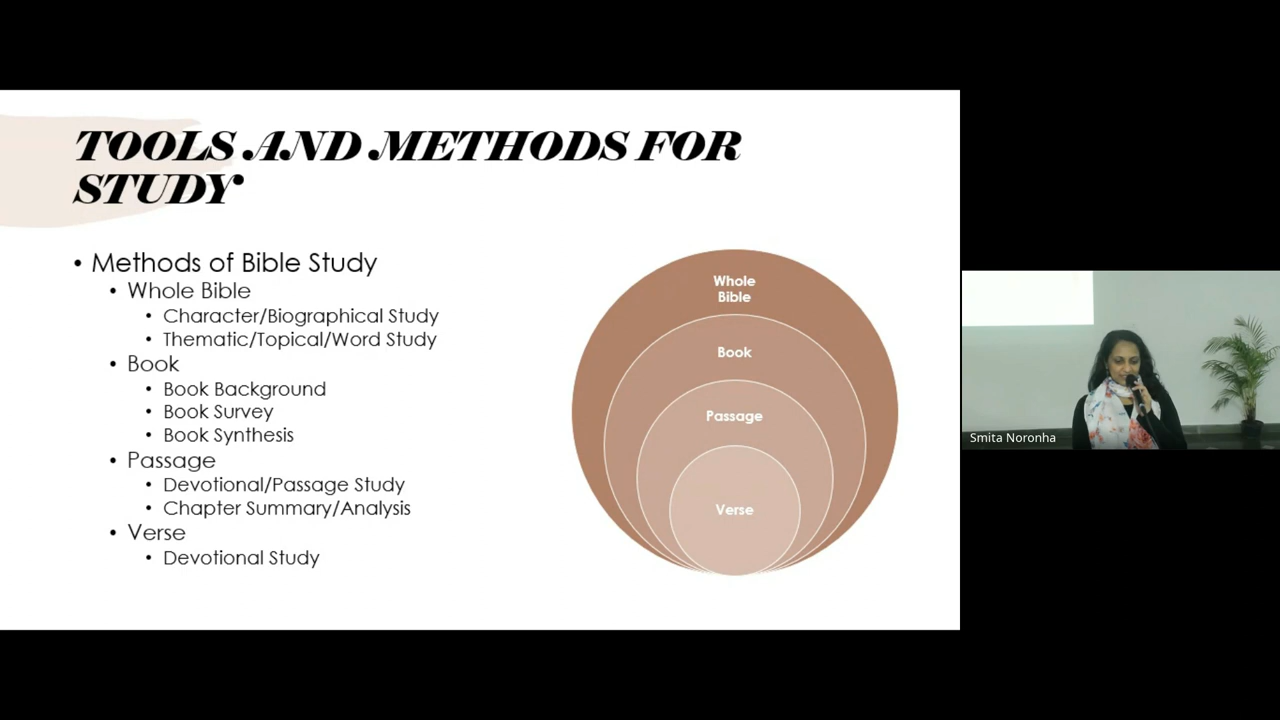 TOOLS AND METHODS FOR
STUDY
• Methods of Bible Study
• Whole Bible
• Character/Biographical Study
• Thematic/Topical/Word Study
• Book
• Book Background
• Book Survey
• Book Synthesis
• Passage
• Devotional/Passage Study
• Chapter Summary/Analysis
• Verse
• Devotional Study
Whole
Bible
Book
Passage
Verse
Smita Noronha